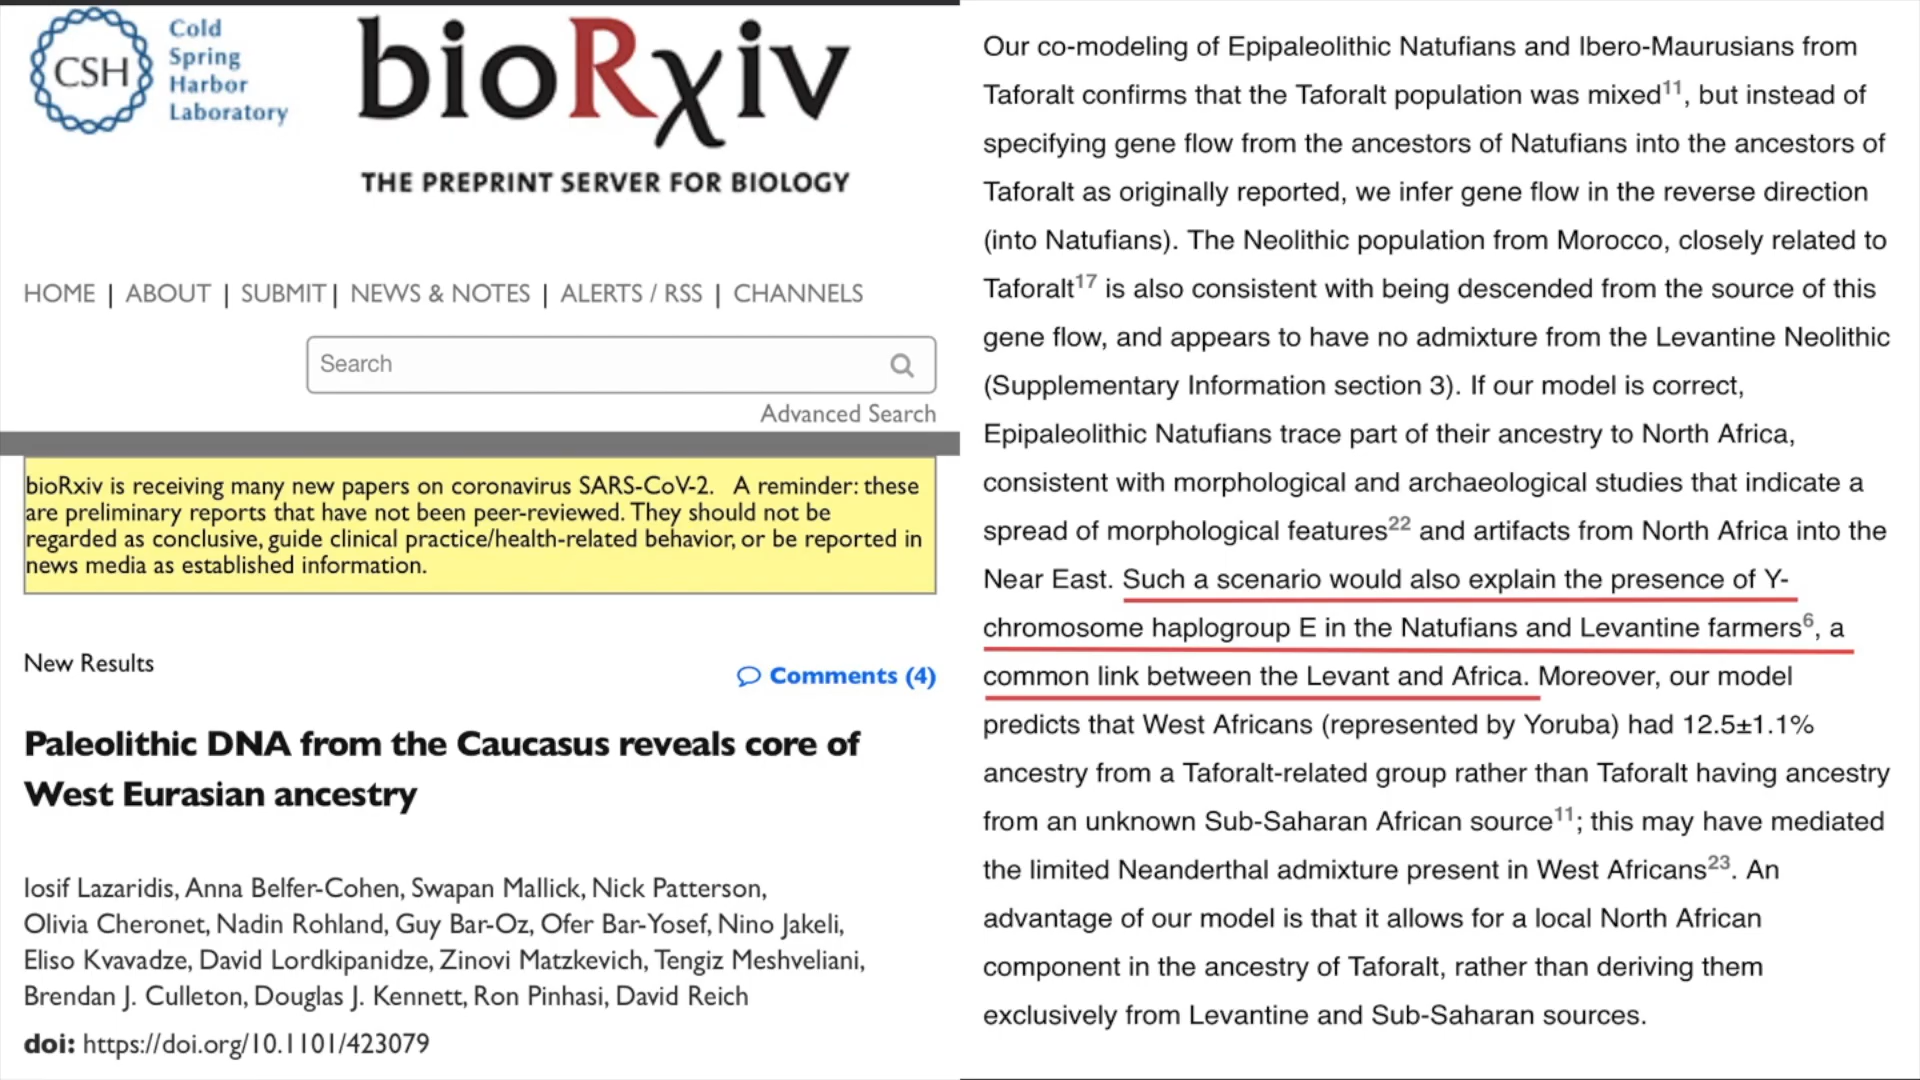 CSH
Cold
Spring
Harbor
Laboratory
bioRχiv
THE PREPRINT SERVER FOR BIOLOGY
HOME | ABOUT | SUBMIT | NEWS & NOTES | ALERTS / RSS | CHANNELS
Search
Advanced Search
bioRxiv is receiving many new papers on coronavirus SARS-CoV-2. A reminder: these
are preliminary reports that have not been peer-reviewed. They should not be
regarded as conclusive, guide clinical practice/health-related behavior, or be reported in
news media as established information.
New Results
Comments (4)
Paleolithic DNA from the Caucasus reveals core of
West Eurasian ancestry
Iosif Lazaridis, Anna Belfer-Cohen, Swapan Mallick, Nick Patterson,
Olivia Cheronet, Nadin Rohland, Guy Bar-Oz, Ofer Bar-Yosef, Nino Jakeli,
Eliso Kvavadze, David Lordkipanidze, Zinovi Matzkevich, Tengiz Meshveliani,
Brendan J. Culleton, Douglas J. Kennett, Ron Pinhasi, David Reich
doi: https://doi.org/10.1101/423079
Our co-modeling of Epipaleolithic Natufians and Ibero-Maurusians from
Taforalt confirms that the Taforalt population was mixed11, but instead of
specifying gene flow from the ancestors of Natufians into the ancestors of
Taforalt as originally reported, we infer gene flow in the reverse direction
(into Natufians). The Neolithic population from Morocco, closely related to
Taforalt17 is also consistent with being descended from the source of this
gene flow, and appears to have no admixture from the Levantine Neolithic
(Supplementary Information section 3). If our model is correct,
Epipaleolithic Natufians trace part of their ancestry to North Africa,
consistent with morphological and archaeological studies that indicate a
spread of morphological features22 and artifacts from North Africa into the
Near East. Such a scenario would also explain the presence of Y-
chromosome haplogroup E in the Natufians and Levantine farmers6, a
common link between the Levant and Africa. Moreover, our model
predicts that West Africans (represented by Yoruba) had 12.5±1.1%
ancestry from a Taforalt-related group rather than Taforalt having ancestry
from an unknown Sub-Saharan African source11; this may have mediated
the limited Neanderthal admixture present in West Africans23. An
advantage of our model is that it allows for a local North African
component in the ancestry of Taforalt, rather than deriving them
exclusively from Levantine and Sub-Saharan sources.